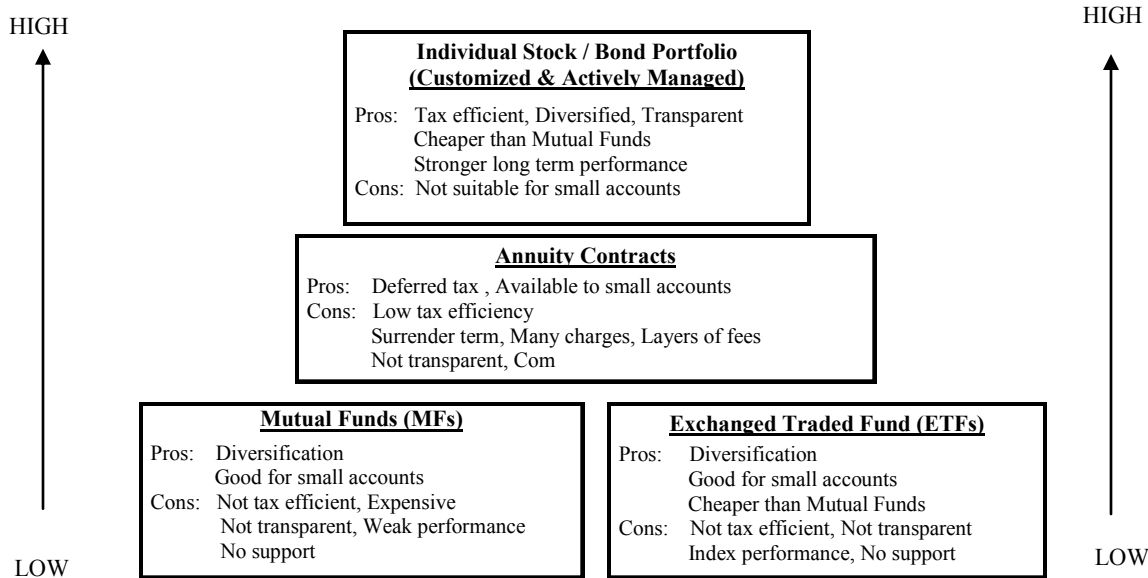 HIGH
HIGH
Individual Stock / Bond Portfolio
(Customized & Actively Managed)
Pros: Tax efficient, Diversified, Transparent
Cheaper than Mutual Funds
Stronger long term performance
Cons: Not suitable for small accounts
Annuity Contracts
Pros: Deferred tax , Available to small accounts
Cons: Low tax efficiency
Surrender term, Many charges, Layers of fees
Not transparent, Com
Mutual Funds (MFs)
Pros: Diversification
Good for small accounts
Cons: Not tax efficient, Expensive
Not transparent, Weak performance
No support
Exchanged Traded Fund (ETFs)
Pros: Diversification
Good for small accounts
Cheaper than Mutual Funds
Cons: Not tax efficient, Not transparent
Index performance, No support
LOW
LOW